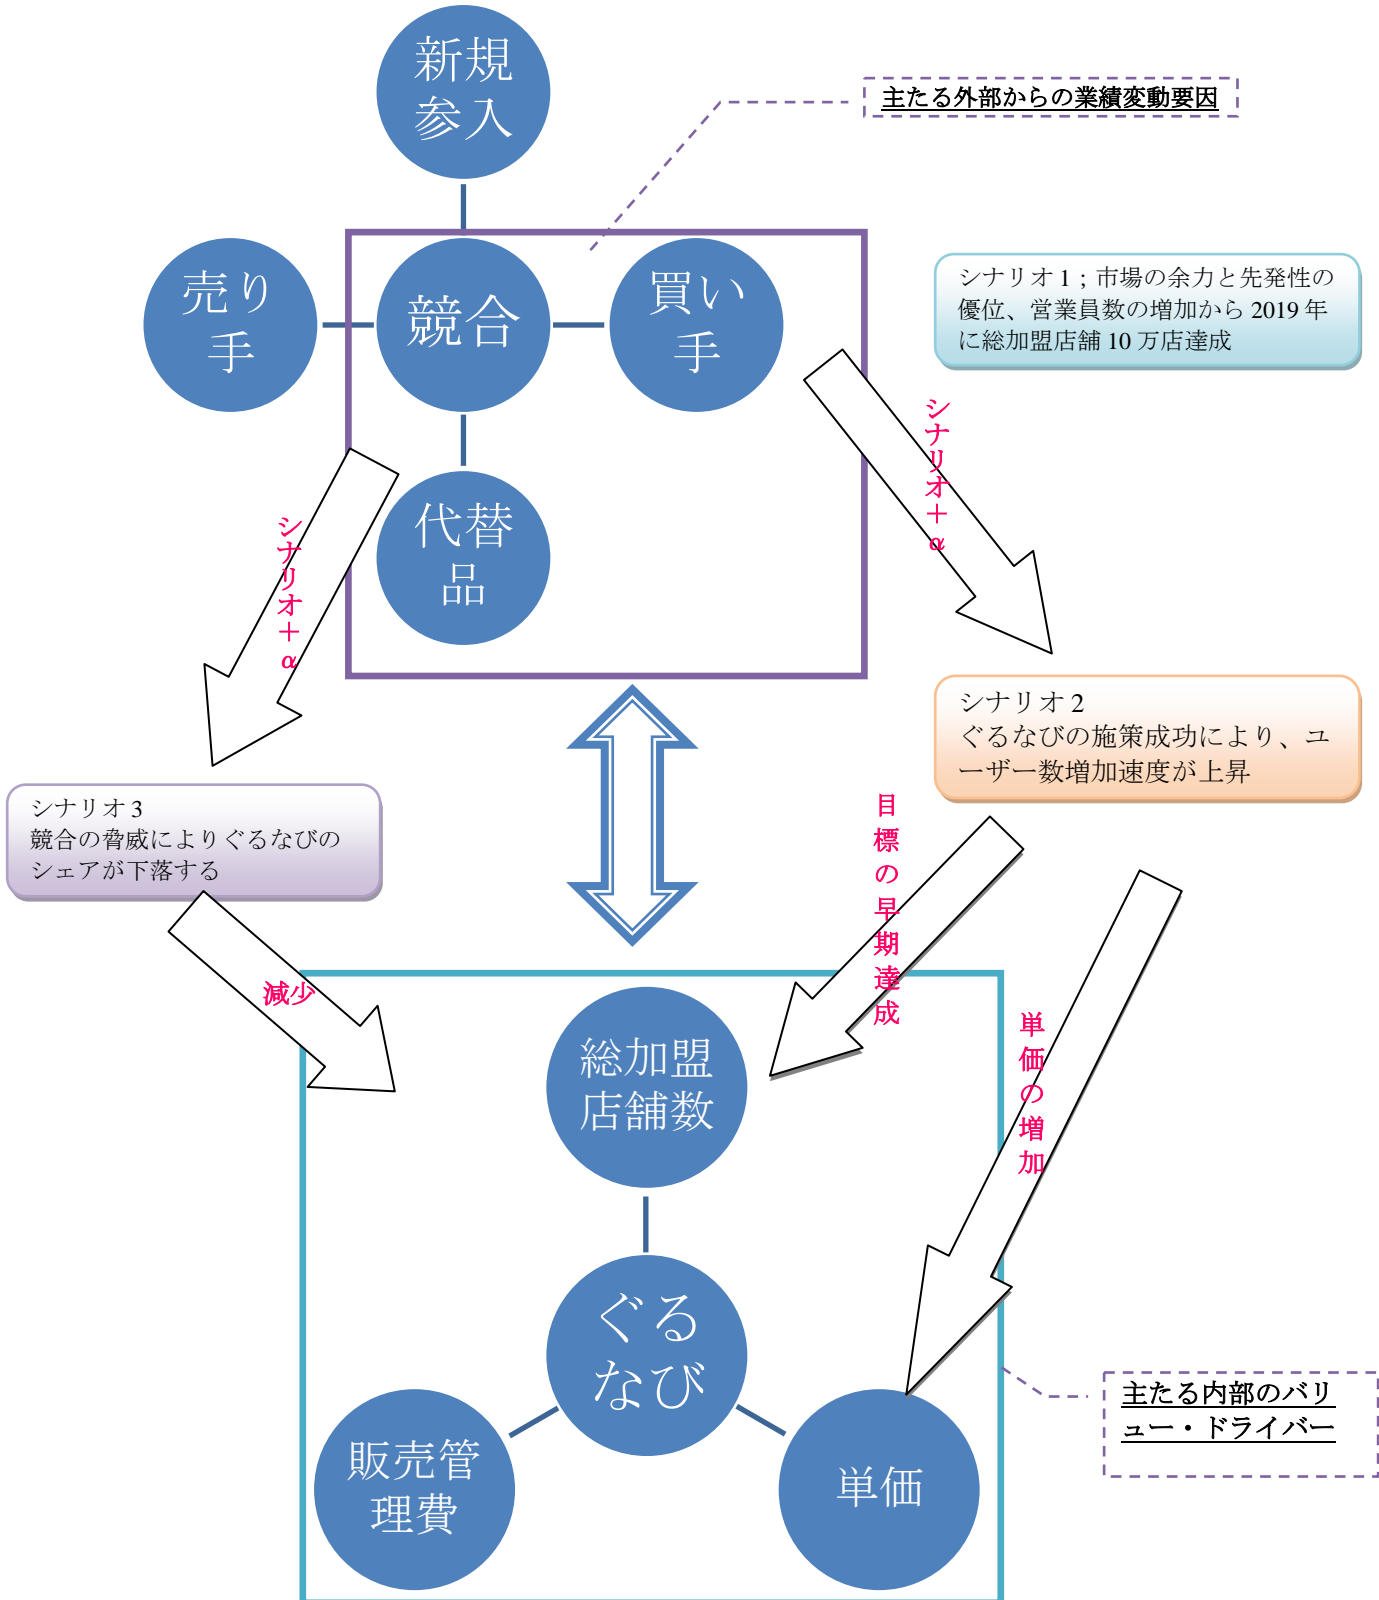 新規
参入
主たる外部からの業績変動要因
売り
手
競合
買い
手
シナリオ1；市場の余力と先発性の
優位、営業員数の増加から 2019 年
に総加盟店舗 10 万店達成
シナリオ＋α
シナリオ＋α
代替
品
シナリオ2
ぐるなびの施策成功により、ユ
ーザー数増加速度が上昇
シナリオ3
競合の脅威によりぐるなびの
シェアが下落する
目標の早期達成
減少
単価の増加
総加盟
店舗数
ぐる
なび
主たる内部のバリ
ュー・ドライバー
販売管
理費
単価